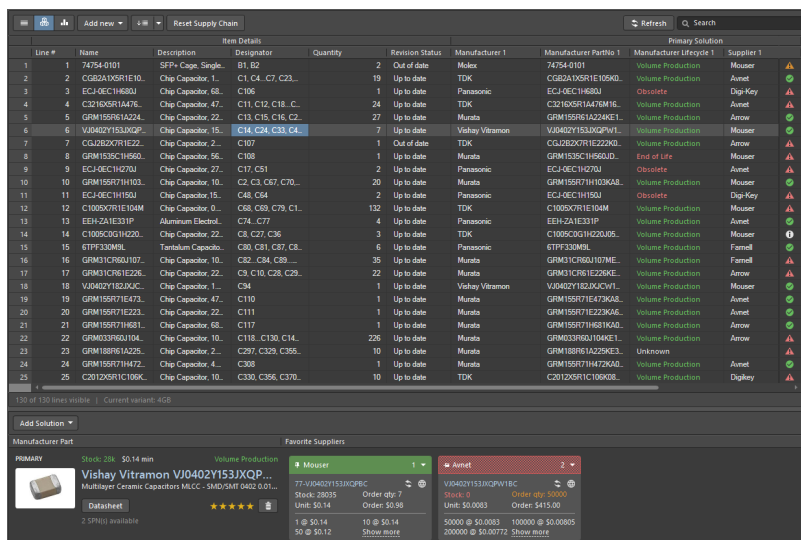 Add new Reset Supply Chain Refresh Search
Item Details Primary Solution
Line # Name Description Designator Quantity Revision Status Manufacturer 1 Manufacturer PartNo 1 Manufacturer Lifecycle 1 Supplier 1
1 1 74754-0101 SFP+ Cage, Single... B1, B2 2 Out of date Molex 74754-0101 Volume Production Mouser
2 2 CGB2A1X5R1E10... Chip Capacitor, 1... C1, C4...C7, C23,... 19 Up to date TDK CGB2A1X5R1E105K0... Volume Production Avnet
3 3 ECJ-0EC1H680J Chip Capacitor, 68... C106 1 Up to date Panasonic ECJ-0EC1H680J Obsolete Digi-Key
4 4 C3216X5R1A476... Chip Capacitor, 47... C11, C12, C18...C... 24 Up to date TDK C3216X5R1A476M16... Volume Production Avnet
5 5 GRM155R61A224... Chip Capacitor, 22... C13, C15, C16, C2... 27 Up to date Murata GRM155R61A224KE1... Volume Production Arrow
6 6 VJ0402Y153JXQP... Chip Capacitor, 15... C14, C24, C33, C4... 7 Up to date Vishay Vitramon VJ0402Y153JXQPW1... Volume Production Mouser
7 7 CGJ2B2X7R1E22... Chip Capacitor, 2... C107 1 Out of date TDK CGJ2B2X7R1E222K0... Volume Production Mouser
8 8 GRM1535C1H560... Chip Capacitor, 56... C108 1 Up to date Murata GRM1535C1H560JD... End of Life Mouser
9 9 ECJ-0EC1H270J Chip Capacitor, 27... C17, C51 2 Up to date Panasonic ECJ-0EC1H270J Obsolete Avnet
10 10 GRM155R71H103... Chip Capacitor, 10... C2, C3, C67, C70,... 20 Up to date Murata GRM155R71H103KA8... Volume Production Mouser
11 11 ECJ-0EC1H150J Chip Capacitor, 15... C48, C64 2 Up to date Panasonic ECJ-0EC1H150J Obsolete Digi-Key
12 12 C1005X7R1E104M Chip Capacitor, 0... C68, C69, C79, C1... 132 Up to date TDK C1005X7R1E104M Volume Production Mouser
13 13 EEH-ZA1E331P Aluminum Electrol... C74...C77 4 Up to date Panasonic EEH-ZA1E331P Volume Production Avnet
14 14 C1005C0G1H220... Chip Capacitor, 22... C8, C27, C36 3 Up to date TDK C1005C0G1H220J05... Volume Production Mouser
15 15 6TPF330M9L Tantalum Capacito... C80, C81, C87, C8... 6 Up to date Panasonic 6TPF330M9L Volume Production Farnell
16 16 GRM31CR60J107... Chip Capacitor, 10... C82...C84, C89... 35 Up to date Murata GRM31CR60J107ME... Volume Production Farnell
17 17 GRM31CR61E226... Chip Capacitor, 22... C9, C10, C28, C29... 22 Up to date Murata GRM31CR61E226KE... Volume Production Arrow
18 18 VJ0402Y182JXJC... Chip Capacitor, 1... C94 1 Up to date Vishay Vitramon VJ0402Y182JXJCW1... Volume Production Mouser
19 19 GRM155R71E473... Chip Capacitor, 47... C110 1 Up to date Murata GRM155R71E473KA8... Volume Production Avnet
20 20 GRM155R71E223... Chip Capacitor, 22... C111 1 Up to date Murata GRM155R71E223KA6... Volume Production Avnet
21 21 GRM155R71H681... Chip Capacitor, 68... C117 1 Up to date Murata GRM155R71H681KA0... Volume Production Arrow
22 22 GRM033R60J104... Chip Capacitor, 10... C118...C130, C14... 226 Up to date Murata GRM033R60J104KE1... Volume Production Arrow
23 23 GRM188R61A225... Chip Capacitor, 2... C297, C329, C355... 10 Up to date Murata GRM188R61A225KE3... Unknown
24 24 GRM155R71H472... Chip Capacitor, 4... C308 1 Up to date Murata GRM155R71H472KA0... Volume Production Avnet
25 25 C2012X5R1C106K... Chip Capacitor, 10... C330, C356, C370... 10 Up to date TDK C2012X5R1C106K08... Volume Production Digikey
130 of 130 lines visible | Current variant: 4GB
Add Solution
Manufacturer Part Favorite Suppliers
PRIMARY Stock: 28k $0.14 min Volume Production
Vishay Vitramon VJ0402Y153JXQP...
Multilayer Ceramic Capacitors MLCC - SMD/SMT 0402 0.01...
Datasheet
2 SPN(s) available
Mouser 1
77-VJ0402Y153JXQPBC
Stock: 28035 Order qty: 7
Unit: $0.14 Order: $0.98
1 @ $0.14 10 @ $0.14
50 @ $0.12 Show more
Avnet 2
VJ0402Y153JXQPW1BC
Stock: 0 Order qty: 50000
Unit: $0.0083 Order: $415.00
50000 @ $0.0083 100000 @ $0.00805
200000 @ $0.00772 Show more